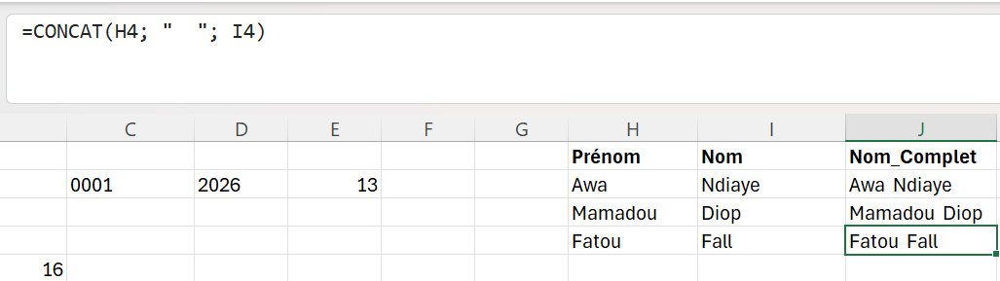 =CONCAT(H4; "  "; I4)
C D E F G H I J
Prénom Nom Nom_Complet
0001 2026 13 Awa Ndiaye Awa Ndiaye
Mamadou Diop Mamadou Diop
Fatou Fall Fatou Fall
16